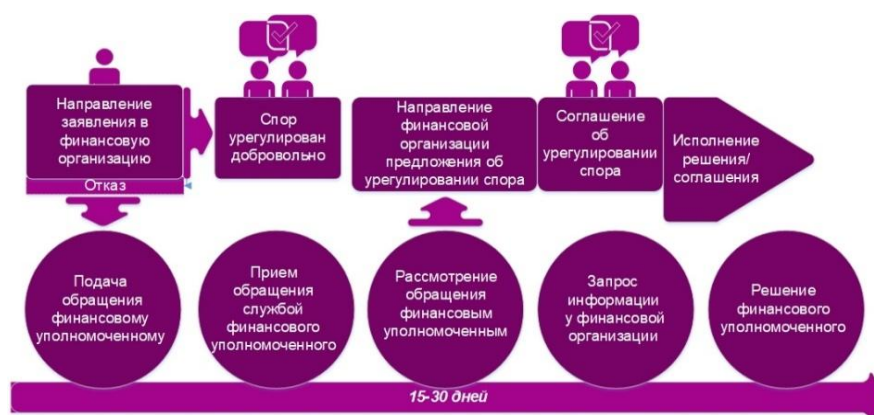 Направление
заявления в
финансовую
организацию
Отказ
Спор
урегулирован
добровольно
Направление
финансовой
организации
предложения об
урегулировании спора
Соглашение
об
урегулировании
спора
Исполнение
решения/
соглашения
Подача
обращения
финансовому
уполномоченному
Прием
обращения
службой
финансового
уполномоченного
Рассмотрение
обращения
финансовым
уполномоченным
Запрос
информации
у финансовой
организации
Решение
финансового
уполномоченного
15-30 дней